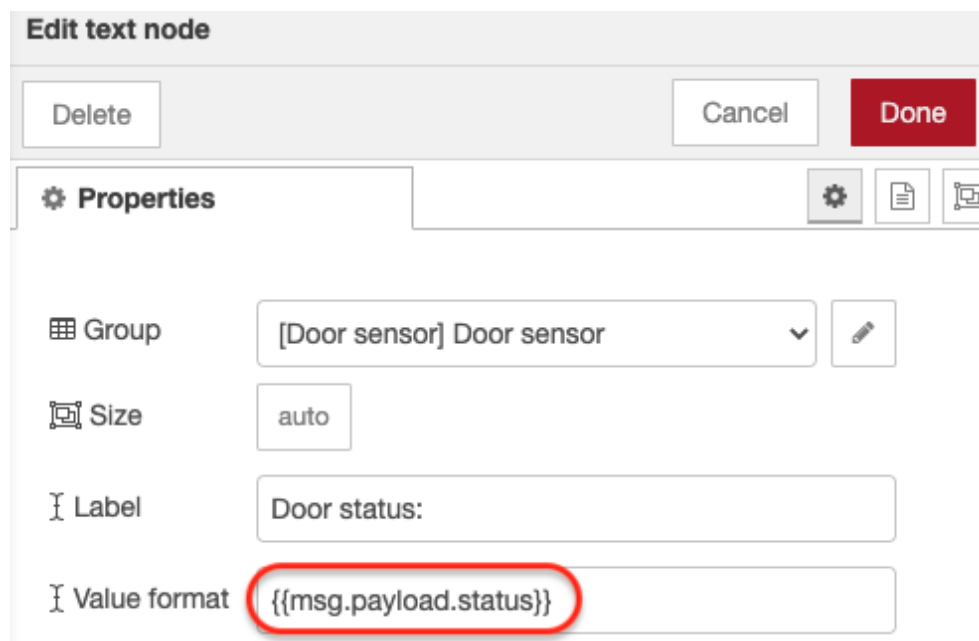 Edit text node
Delete Cancel Done
Properties
Group [Door sensor] Door sensor
Size auto
Label Door status:
Value format {{msg.payload.status}}